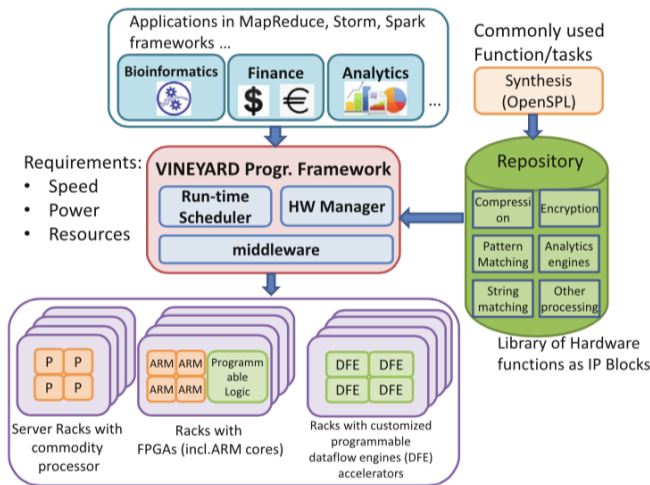 Applications in MapReduce, Storm, Spark
frameworks ...
Bioinformatics
Finance
Analytics
$
€
...
Commonly used
Function/tasks
Synthesis
(OpenSPL)
Requirements:
• Speed
• Power
• Resources
VINEYARD Progr. Framework
Run-time
Scheduler
HW Manager
middleware
Repository
Compressi
on
Encryption
Pattern
Matching
Analytics
engines
String
matching
Other
processing
Library of Hardware
functions as IP Blocks
P P
P P
Server Racks with
commodity
processor
ARM ARM
ARM ARM
Programm
able
Logic
Racks with
FPGAs (incl.ARM cores)
DFE DFE
DFE DFE
Racks with customized
programmable
dataflow engines (DFE)
accelerators